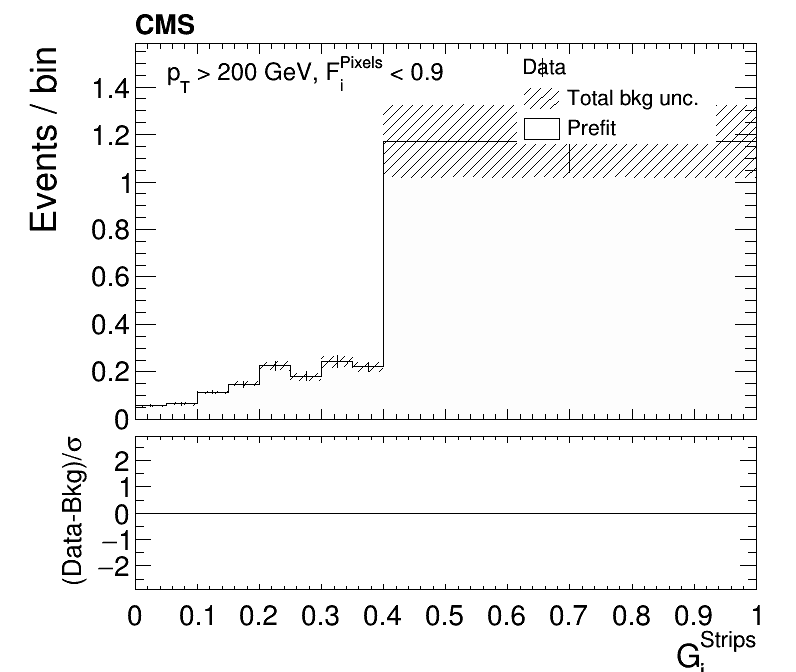 CMS
p_T > 200 GeV, F_i^Pixels < 0.9
Data
Total bkg unc.
Prefit
Events / bin
1.4
1.2
1
0.8
0.6
0.4
0.2
0
(Data-Bkg)/σ
2
1
0
−1
−2
0 0.1 0.2 0.3 0.4 0.5 0.6 0.7 0.8 0.9 1
G_i^Strips